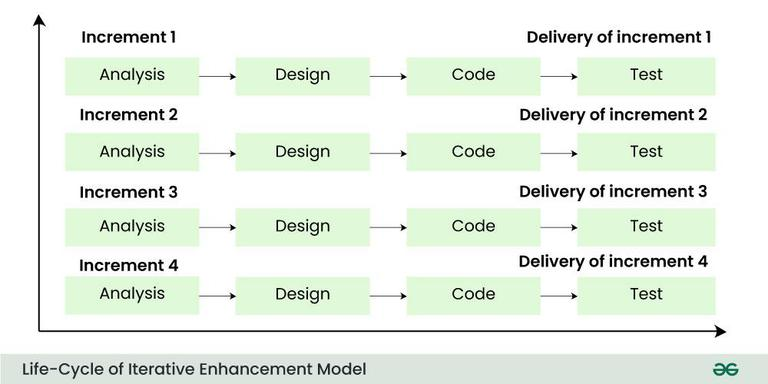 Increment 1 Delivery of increment 1
Analysis Design Code Test
Increment 2 Delivery of increment 2
Analysis Design Code Test
Increment 3 Delivery of increment 3
Analysis Design Code Test
Increment 4 Delivery of increment 4
Analysis Design Code Test
Life-Cycle of Iterative Enhancement Model